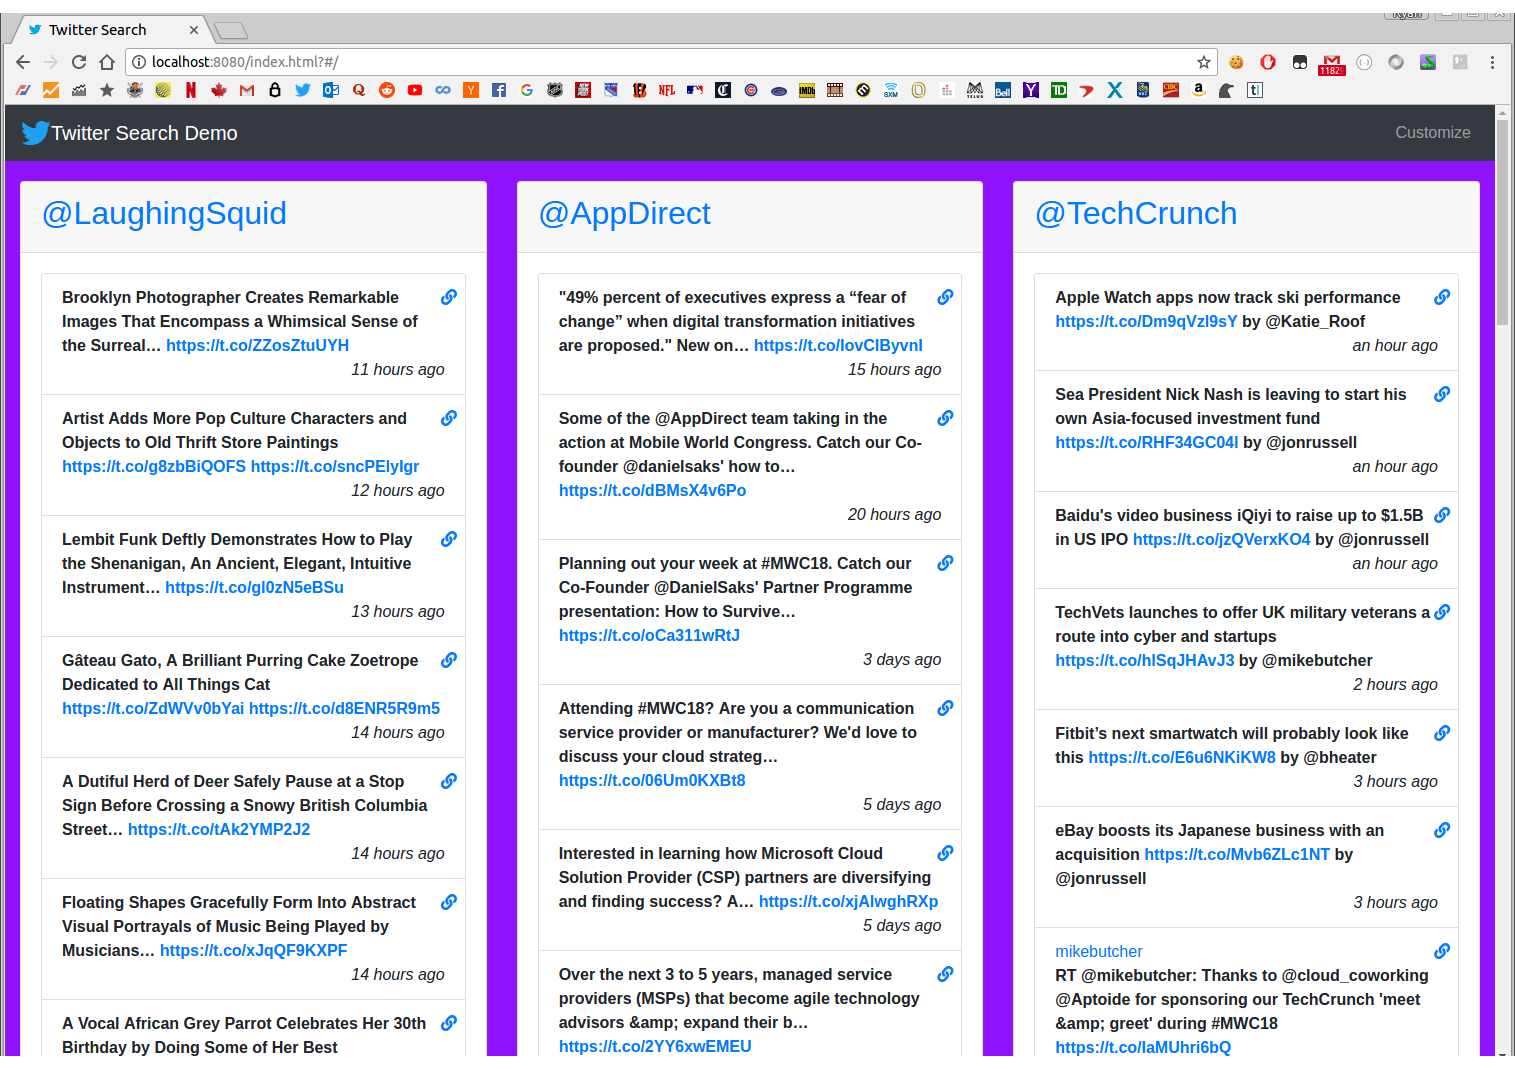 Ryan
Twitter Search
localhost:8080/index.html?#/
Twitter Search Demo
Customize
@LaughingSquid
Brooklyn Photographer Creates Remarkable
Images That Encompass a Whimsical Sense of
the Surreal… https://t.co/ZZosZtuUYH
11 hours ago
Artist Adds More Pop Culture Characters and
Objects to Old Thrift Store Paintings
https://t.co/g8zbBiQOFS https://t.co/sncPElyIgr
12 hours ago
Lembit Funk Deftly Demonstrates How to Play
the Shenanigan, An Ancient, Elegant, Intuitive
Instrument… https://t.co/gI0zN5eBSu
13 hours ago
Gâteau Gato, A Brilliant Purring Cake Zoetrope
Dedicated to All Things Cat
https://t.co/ZdWVv0bYai https://t.co/d8ENR5R9m5
14 hours ago
A Dutiful Herd of Deer Safely Pause at a Stop
Sign Before Crossing a Snowy British Columbia
Street… https://t.co/tAk2YMP2J2
14 hours ago
Floating Shapes Gracefully Form Into Abstract
Visual Portrayals of Music Being Played by
Musicians… https://t.co/xJqQF9KXPF
14 hours ago
A Vocal African Grey Parrot Celebrates Her 30th
Birthday by Doing Some of Her Best
@AppDirect
"49% percent of executives express a “fear of
change” when digital transformation initiatives
are proposed." New on… https://t.co/IovClByvnI
15 hours ago
Some of the @AppDirect team taking in the
action at Mobile World Congress. Catch our Co-
founder @danielsaks' how to…
https://t.co/dBMsX4v6Po
20 hours ago
Planning out your week at #MWC18. Catch our
Co-Founder @DanielSaks' Partner Programme
presentation: How to Survive…
https://t.co/oCa311wRtJ
3 days ago
Attending #MWC18? Are you a communication
service provider or manufacturer? We'd love to
discuss your cloud strateg…
https://t.co/06Um0KXBt8
5 days ago
Interested in learning how Microsoft Cloud
Solution Provider (CSP) partners are diversifying
and finding success? A… https://t.co/xjAlwghRXp
5 days ago
Over the next 3 to 5 years, managed service
providers (MSPs) that become agile technology
advisors &amp; expand their b…
https://t.co/2YY6xwEMEU
@TechCrunch
Apple Watch apps now track ski performance
https://t.co/Dm9qVzl9sY by @Katie_Roof
an hour ago
Sea President Nick Nash is leaving to start his
own Asia-focused investment fund
https://t.co/RHF34GC04I by @jonrussell
an hour ago
Baidu's video business iQiyi to raise up to $1.5B
in US IPO https://t.co/jzQVerxKO4 by @jonrussell
an hour ago
TechVets launches to offer UK military veterans a
route into cyber and startups
https://t.co/hISqJHAvJ3 by @mikebutcher
2 hours ago
Fitbit’s next smartwatch will probably look like
this https://t.co/E6u6NKiKW8 by @bheater
3 hours ago
eBay boosts its Japanese business with an
acquisition https://t.co/Mvb6ZLc1NT by
@jonrussell
3 hours ago
mikebutcher
RT @mikebutcher: Thanks to @cloud_coworking
@Aptoide for sponsoring our TechCrunch 'meet
&amp; greet' during #MWC18
https://t.co/laMUhri6bQ